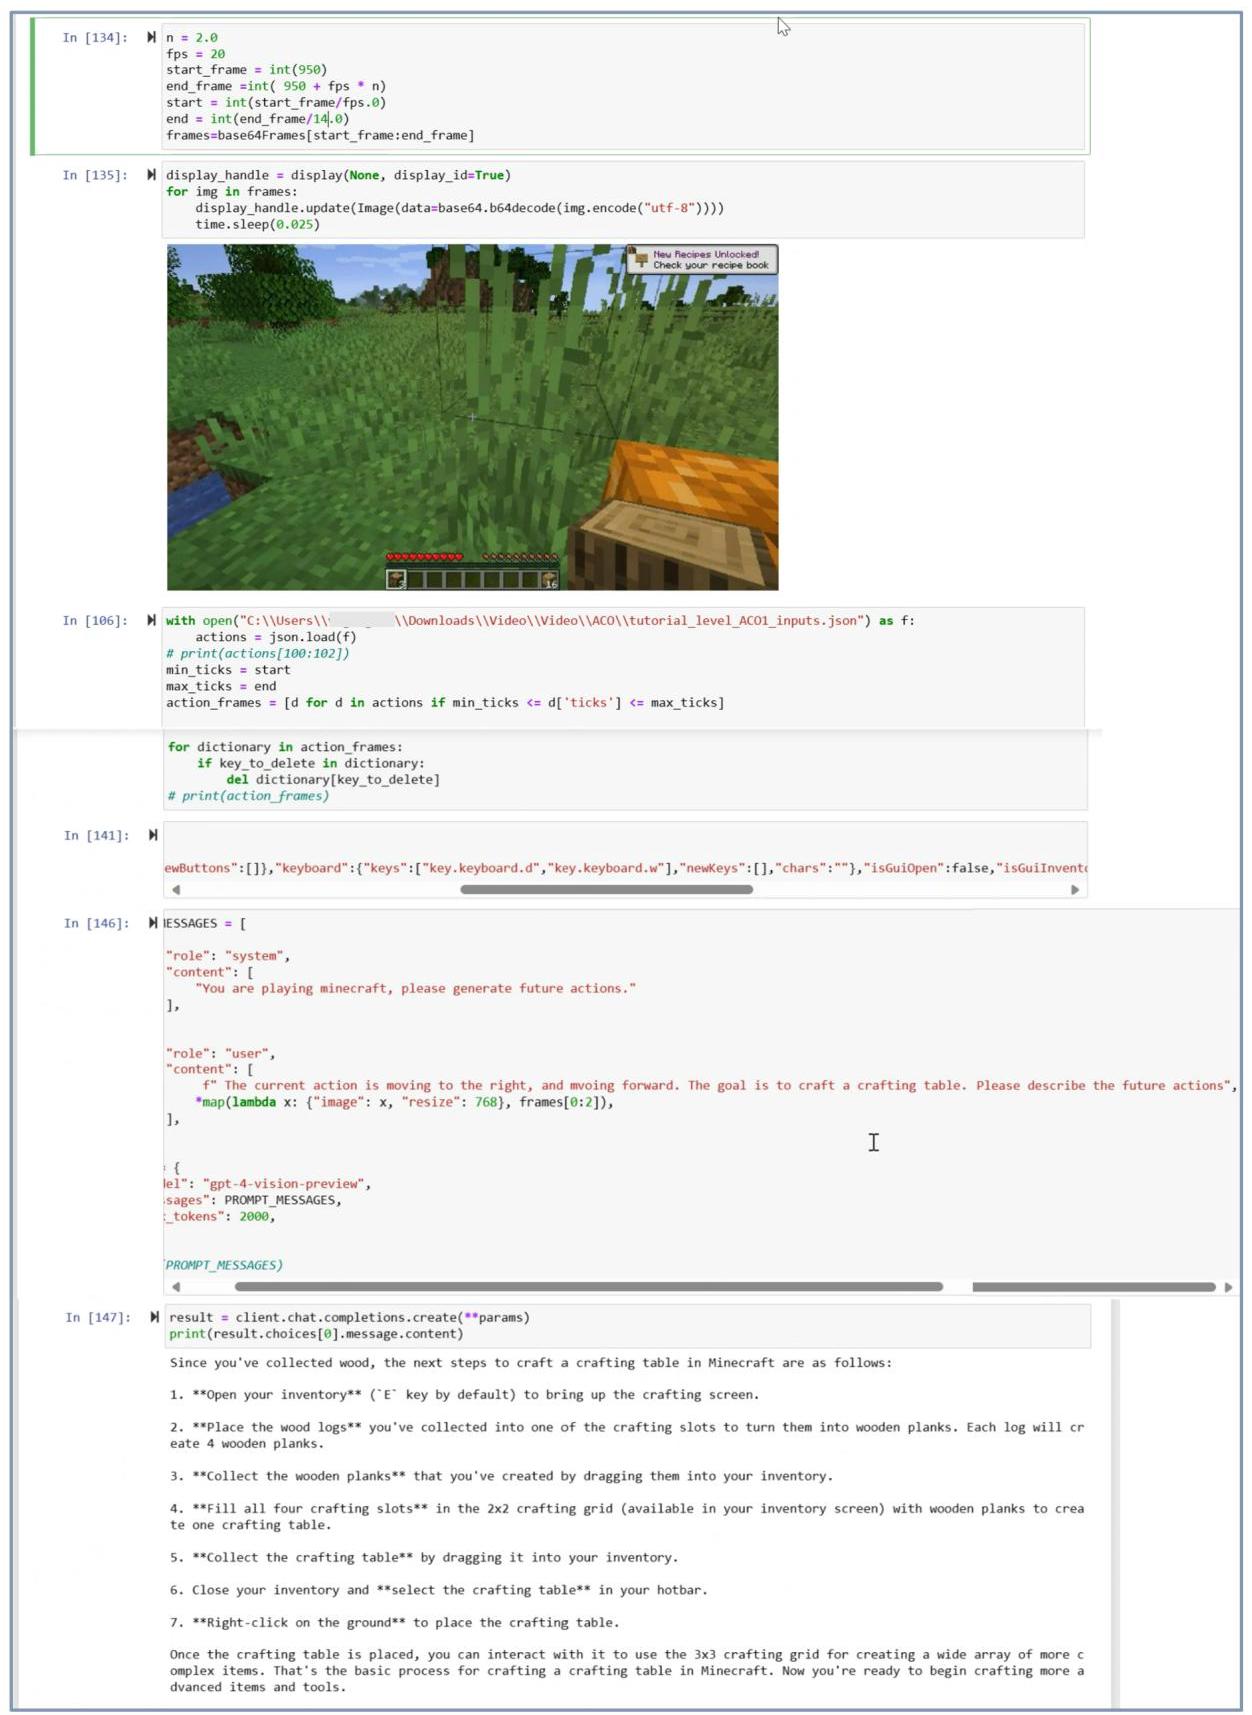 In [134]:
n = 2.0
fps = 20
start_frame = int(950)
end_frame =int( 950 + fps * n)
start = int(start_frame/fps.0)
end = int(end_frame/14.0)
frames=base64Frames[start_frame:end_frame]
In [135]:
display_handle = display(None, display_id=True)
for img in frames:
    display_handle.update(Image(data=base64.b64decode(img.encode("utf-8"))))
    time.sleep(0.025)
New Recipes Unlocked!
Check your recipe book
3
16
In [106]:
with open("C:\\Users\\ \\Downloads\\Video\\Video\\ACO\\tutorial_level_ACO1_inputs.json") as f:
    actions = json.load(f)
# print(actions[100:102])
min_ticks = start
max_ticks = end
action_frames = [d for d in actions if min_ticks <= d['ticks'] <= max_ticks]
for dictionary in action_frames:
    if key_to_delete in dictionary:
        del dictionary[key_to_delete]
# print(action_frames)
In [141]:
ewButtons":[]},"keyboard":{"keys":["key.keyboard.d","key.keyboard.w"],"newKeys":[],"chars":""},"isGuiOpen":false,"isGuiInvento
In [146]:
MESSAGES = [
"role": "system",
"content": [
    "You are playing minecraft, please generate future actions."
],
"role": "user",
"content": [
    f" The current action is moving to the right, and mvoing forward. The goal is to craft a crafting table. Please describe the future actions",
    *map(lambda x: {"image": x, "resize": 768}, frames[0:2]),
],
= {
del": "gpt-4-vision-preview",
ssages": PROMPT_MESSAGES,
_tokens": 2000,
PROMPT_MESSAGES)
In [147]:
result = client.chat.completions.create(**params)
print(result.choices[0].message.content)
Since you've collected wood, the next steps to craft a crafting table in Minecraft are as follows:
1. **Open your inventory** (`E` key by default) to bring up the crafting screen.
2. **Place the wood logs** you've collected into one of the crafting slots to turn them into wooden planks. Each log will cr
eate 4 wooden planks.
3. **Collect the wooden planks** that you've created by dragging them into your inventory.
4. **Fill all four crafting slots** in the 2x2 crafting grid (available in your inventory screen) with wooden planks to crea
te one crafting table.
5. **Collect the crafting table** by dragging it into your inventory.
6. Close your inventory and **select the crafting table** in your hotbar.
7. **Right-click on the ground** to place the crafting table.
Once the crafting table is placed, you can interact with it to use the 3x3 crafting grid for creating a wide array of more c
omplex items. That's the basic process for crafting a crafting table in Minecraft. Now you're ready to begin crafting more a
dvanced items and tools.